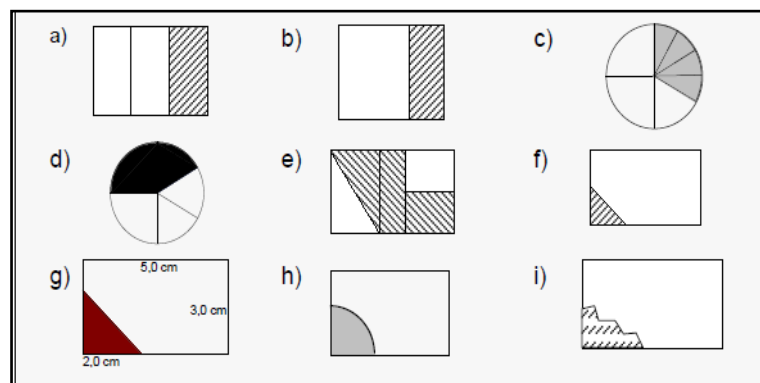 a) b) c)
d) e) f)
g) 5,0 cm h) i)
3,0 cm
2,0 cm